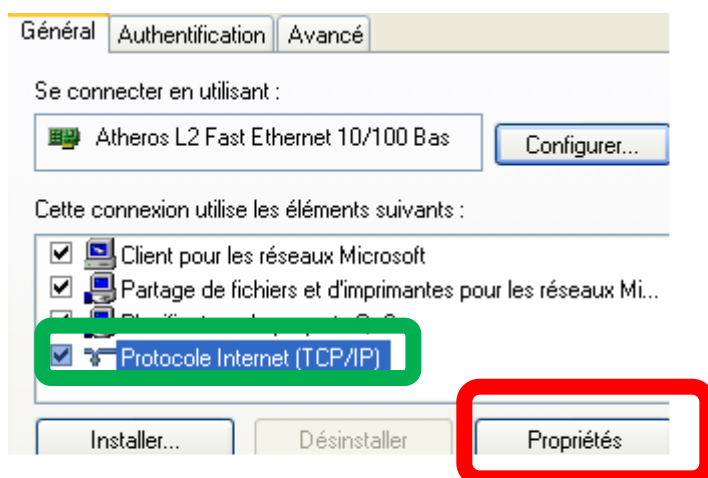 Général Authentification Avancé
Se connecter en utilisant :
Atheros L2 Fast Ethernet 10/100 Bas Configurer...
Cette connexion utilise les éléments suivants :
Client pour les réseaux Microsoft
Partage de fichiers et d'imprimantes pour les réseaux Mi...
Protocole Internet (TCP/IP)
Installer... Désinstaller Propriétés